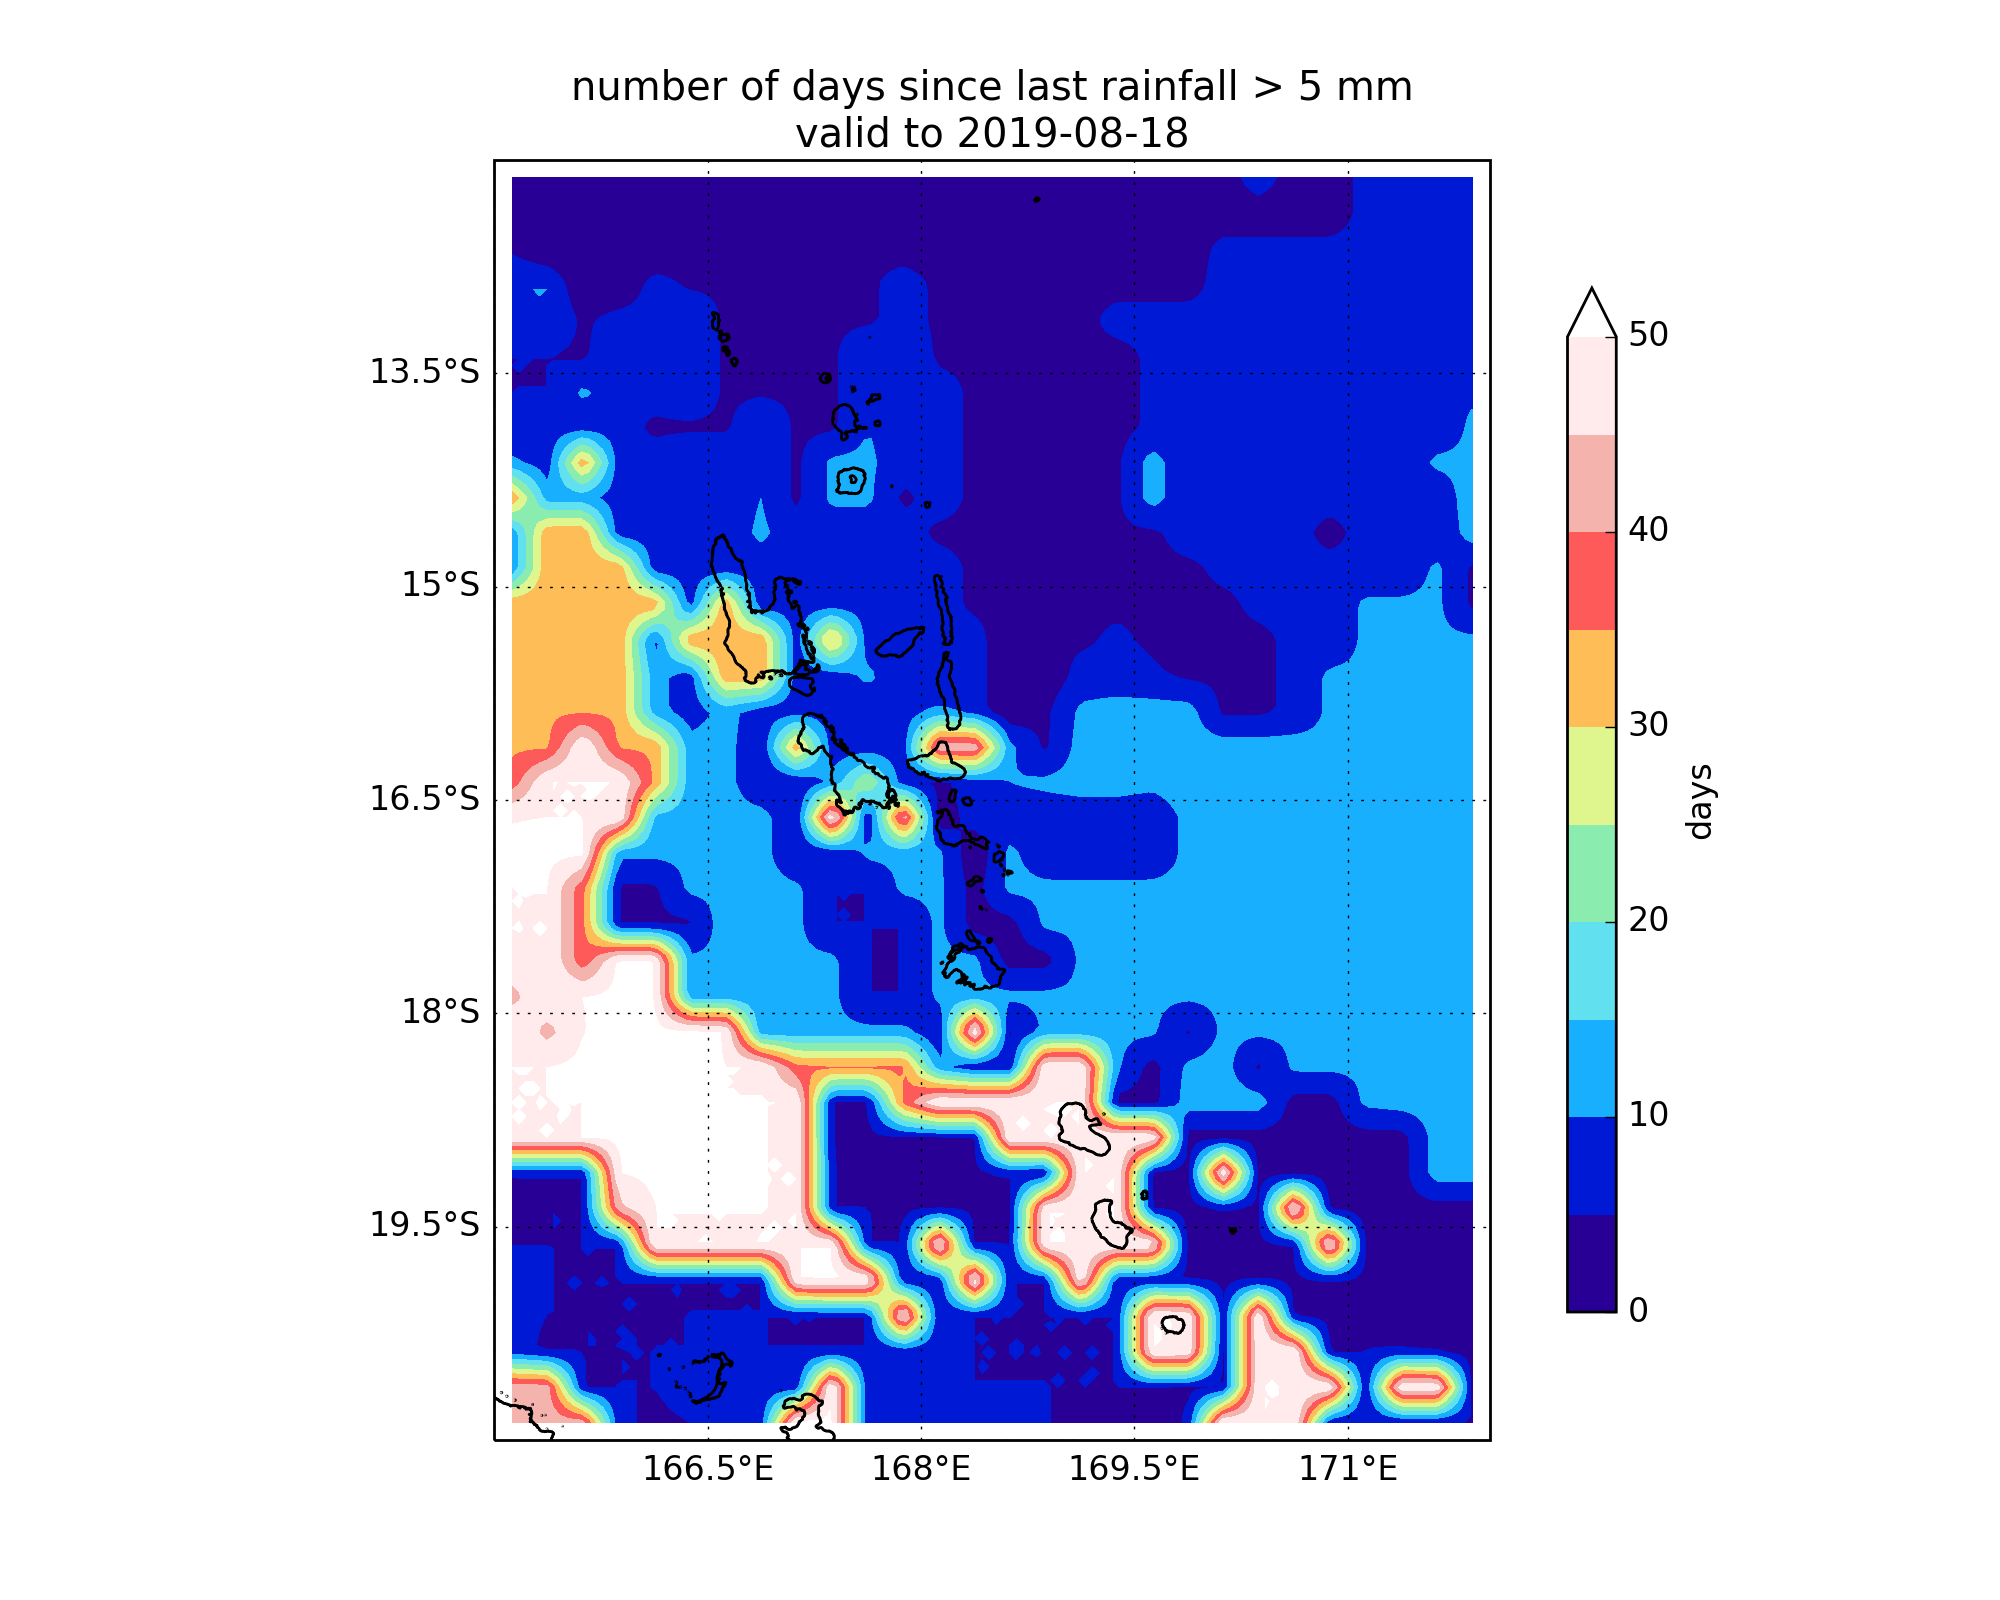 number of days since last rainfall > 5 mm
valid to 2019-08-18
13.5°S
15°S
16.5°S
18°S
19.5°S
166.5°E
168°E
169.5°E
171°E
50
40
30
20
10
0
days